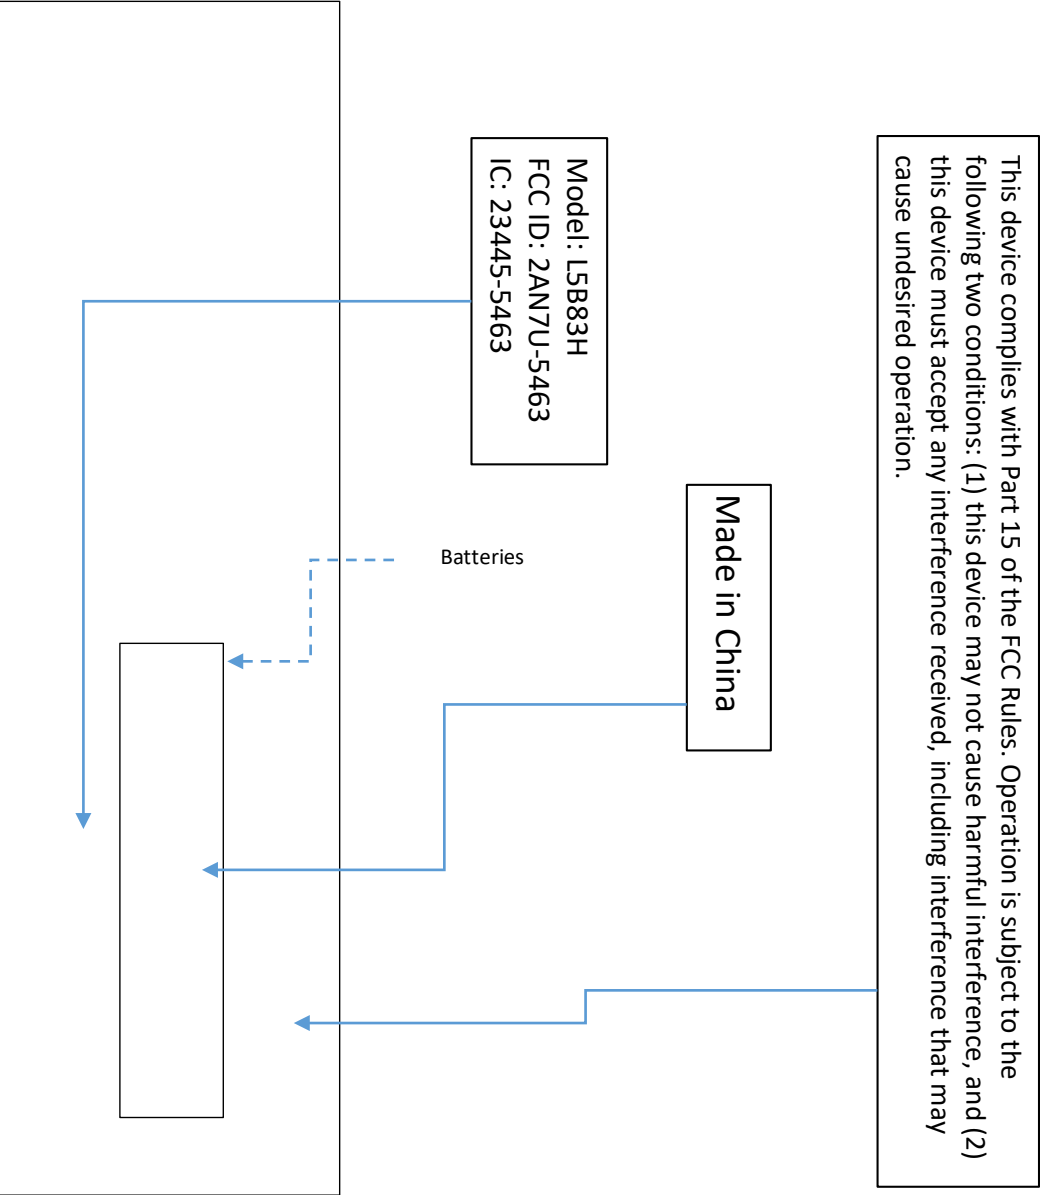 This device complies with Part 15 of the FCC Rules. Operation is subject to the
following two conditions: (1) this device may not cause harmful interference, and (2)
this device must accept any interference received, including interference that may
cause undesired operation.
Made in China
Model: L5B83H
FCC ID: 2AN7U-5463
IC: 23445-5463
Batteries